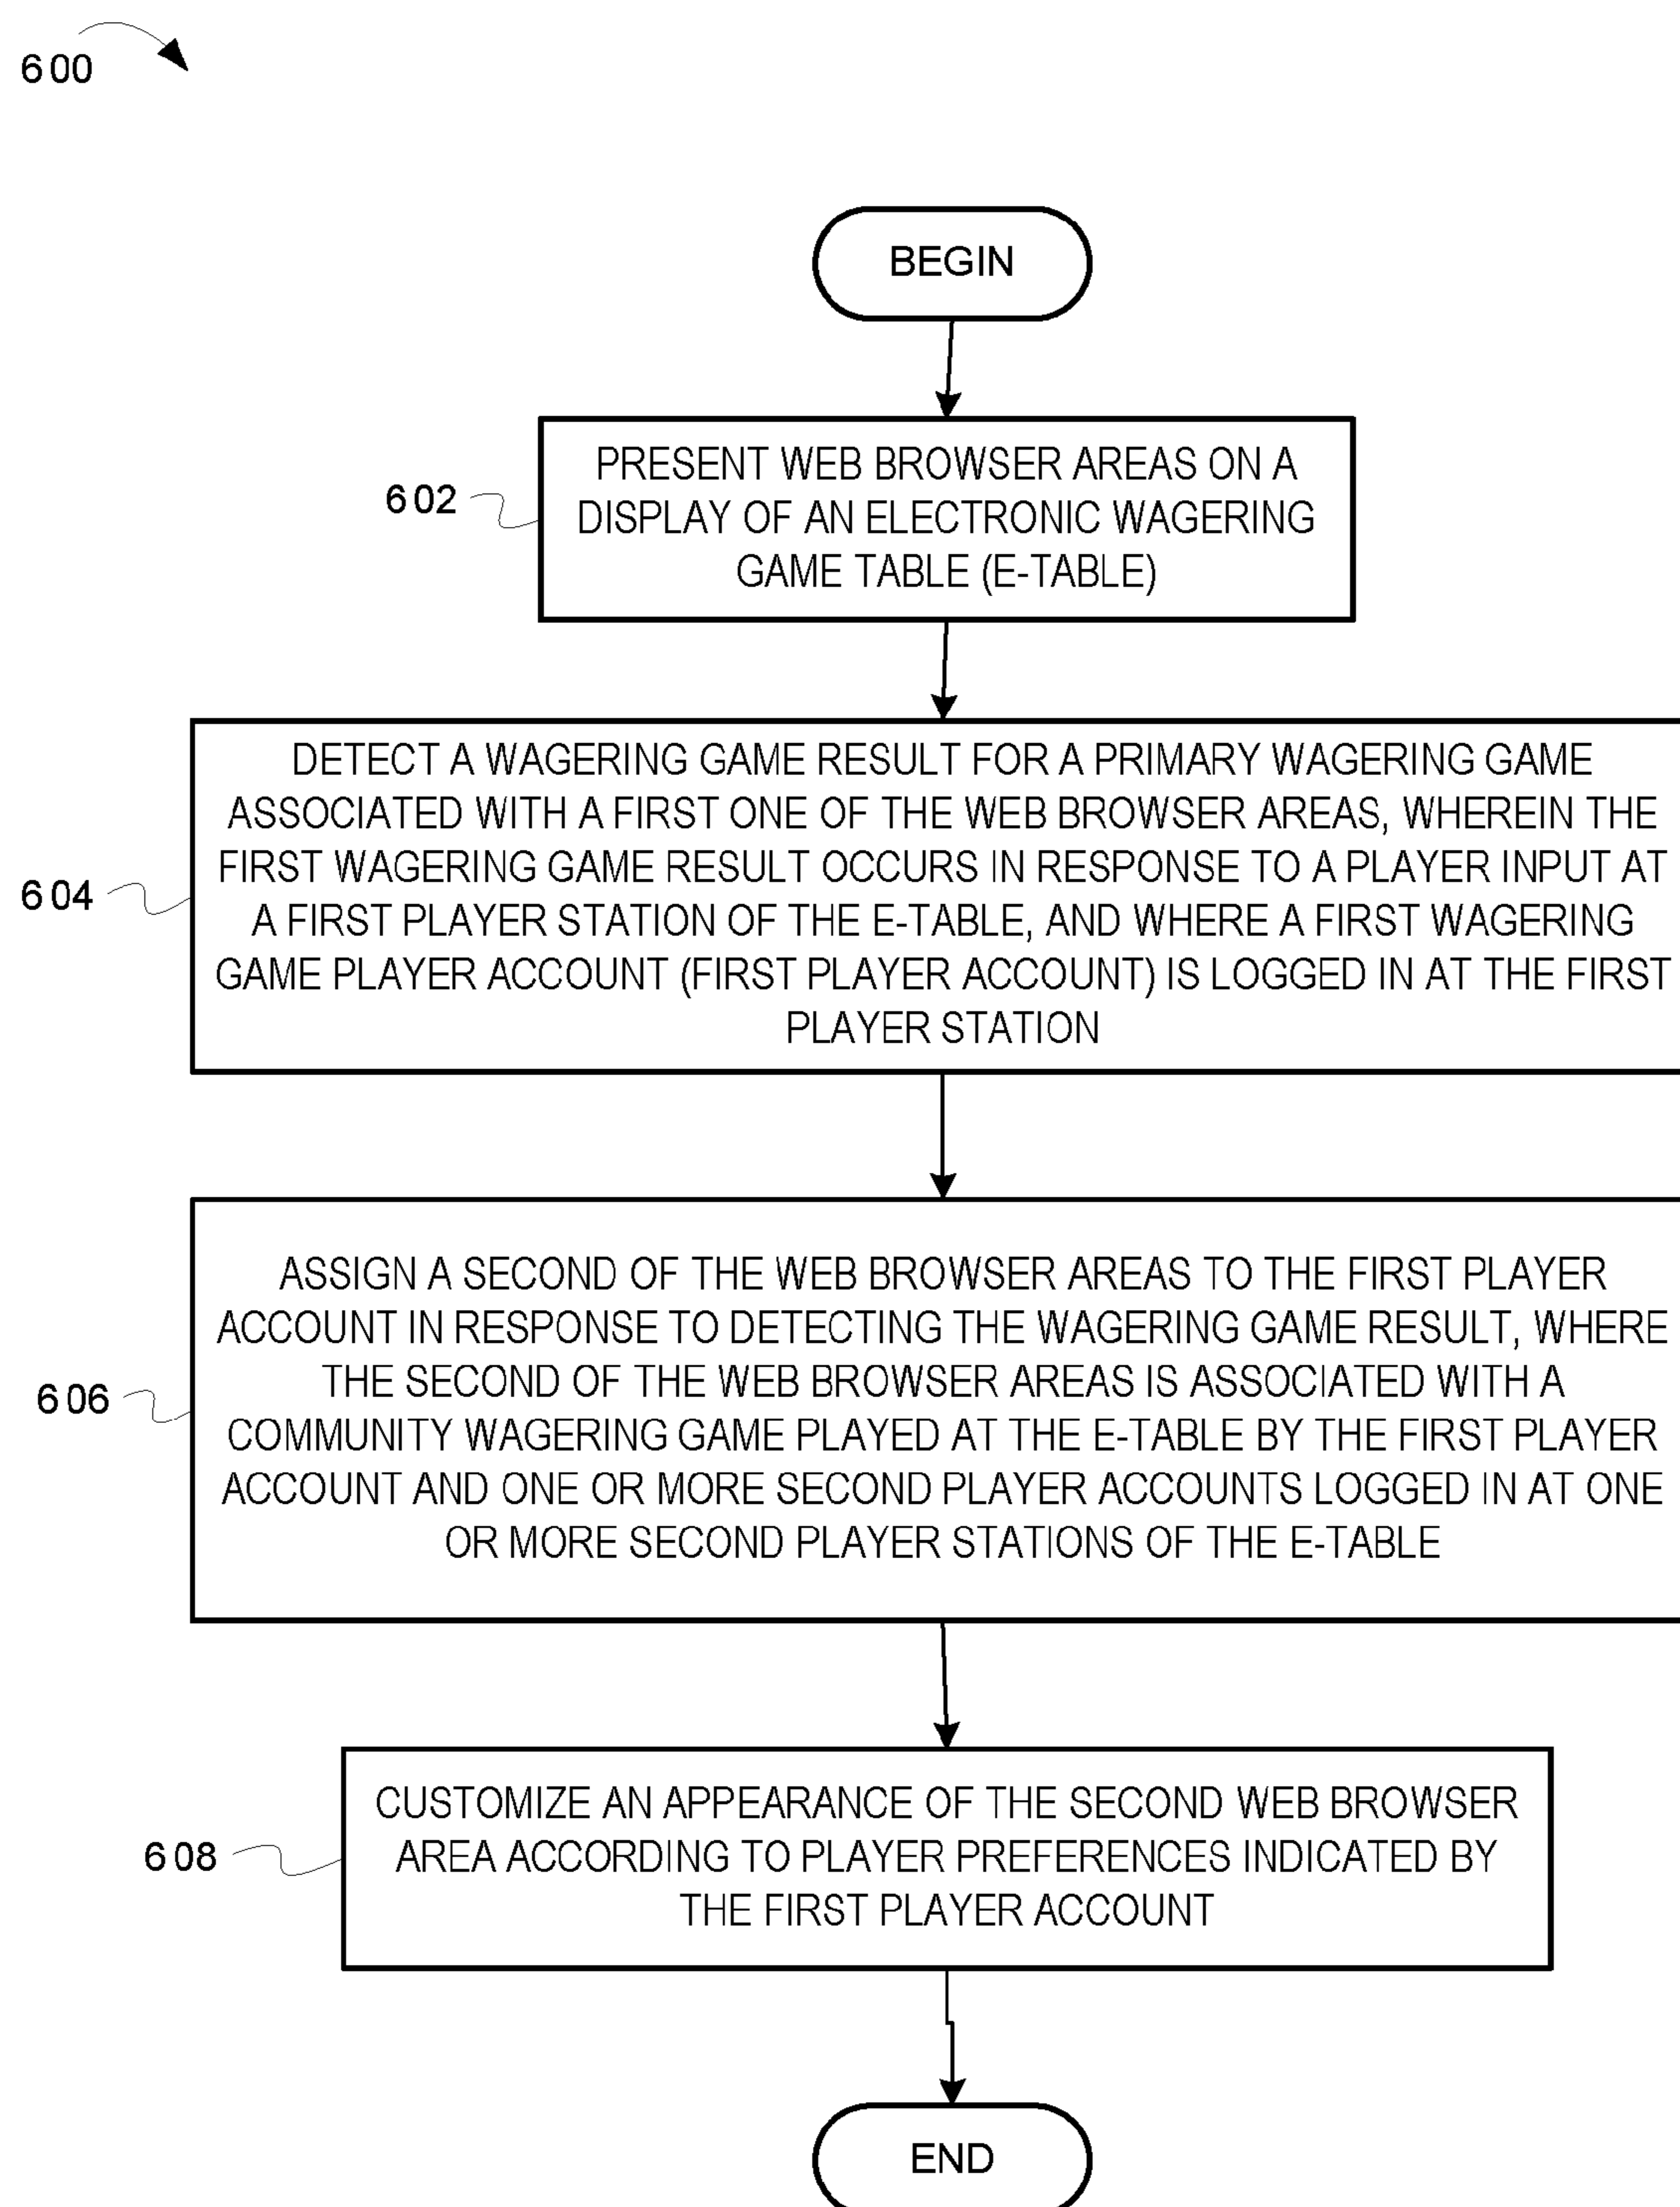 600
BEGIN
602
PRESENT WEB BROWSER AREAS ON A
DISPLAY OF AN ELECTRONIC WAGERING
GAME TABLE (E-TABLE)
604
DETECT A WAGERING GAME RESULT FOR A PRIMARY WAGERING GAME
ASSOCIATED WITH A FIRST ONE OF THE WEB BROWSER AREAS, WHEREIN THE
FIRST WAGERING GAME RESULT OCCURS IN RESPONSE TO A PLAYER INPUT AT
A FIRST PLAYER STATION OF THE E-TABLE, AND WHERE A FIRST WAGERING
GAME PLAYER ACCOUNT (FIRST PLAYER ACCOUNT) IS LOGGED IN AT THE FIRST
PLAYER STATION
606
ASSIGN A SECOND OF THE WEB BROWSER AREAS TO THE FIRST PLAYER
ACCOUNT IN RESPONSE TO DETECTING THE WAGERING GAME RESULT, WHERE
THE SECOND OF THE WEB BROWSER AREAS IS ASSOCIATED WITH A
COMMUNITY WAGERING GAME PLAYED AT THE E-TABLE BY THE FIRST PLAYER
ACCOUNT AND ONE OR MORE SECOND PLAYER ACCOUNTS LOGGED IN AT ONE
OR MORE SECOND PLAYER STATIONS OF THE E-TABLE
608
CUSTOMIZE AN APPEARANCE OF THE SECOND WEB BROWSER
AREA ACCORDING TO PLAYER PREFERENCES INDICATED BY
THE FIRST PLAYER ACCOUNT
END